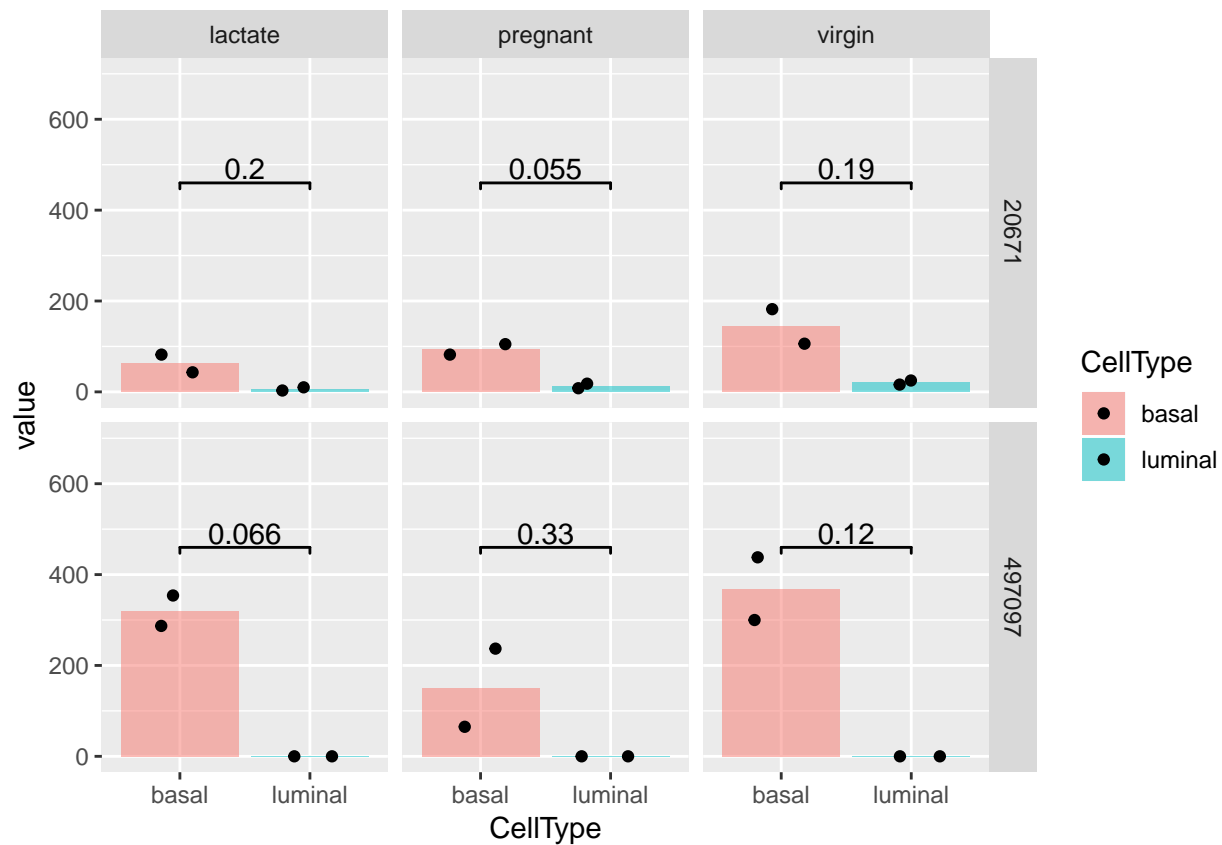 lactate
pregnant
virgin
600
400
200
0
0.2
0.055
0.19
20671
600
400
200
0
0.066
0.33
0.12
497097
value
basal
luminal
basal
luminal
basal
luminal
CellType
CellType
basal
luminal